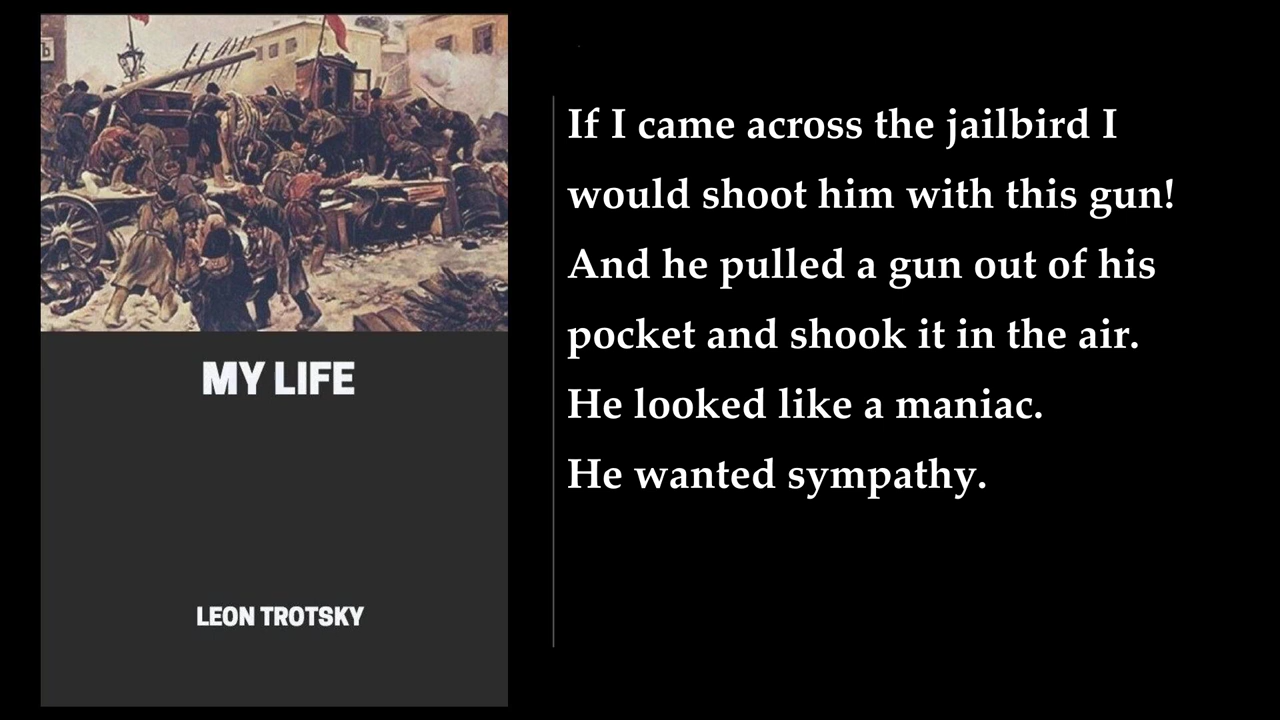 MY LIFE
LEON TROTSKY
If I came across the jailbird I
would shoot him with this gun!
And he pulled a gun out of his
pocket and shook it in the air.
He looked like a maniac.
He wanted sympathy.